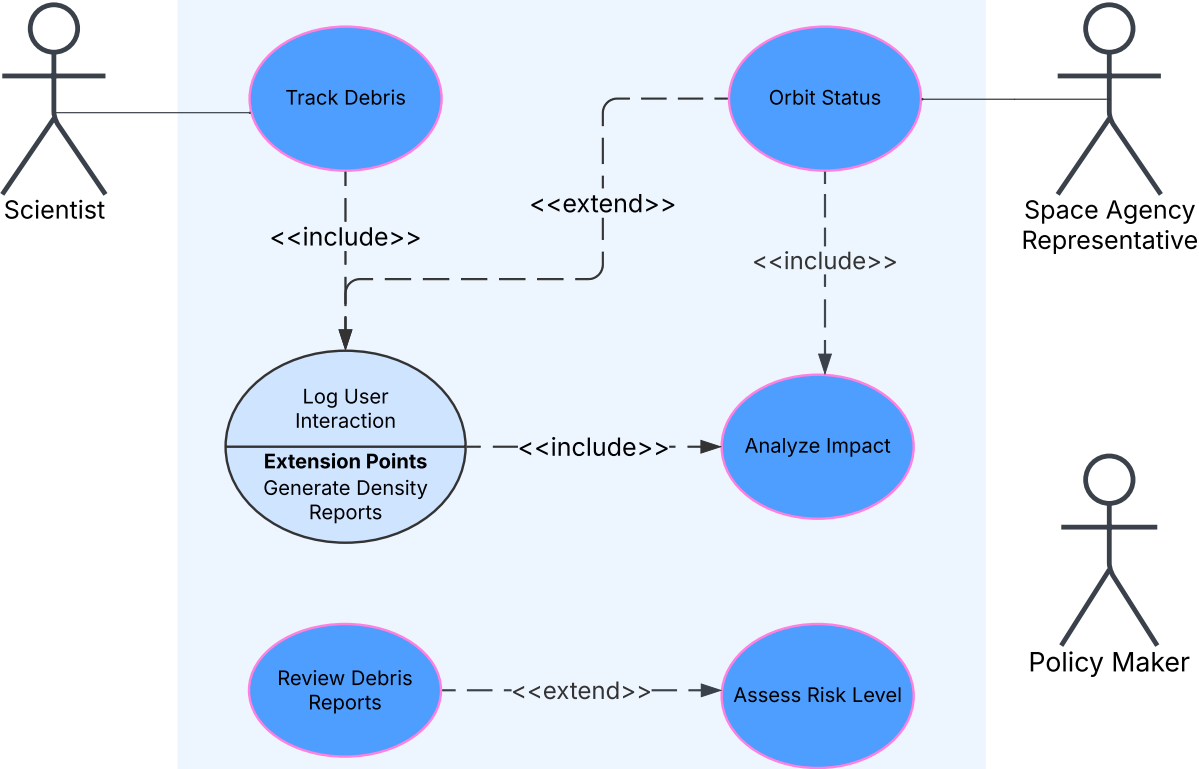 Track Debris
Orbit Status
Scientist
<<extend>>
Space Agency
Representative
<<include>>
<<include>>
Log User
Interaction
Extension Points
Generate Density
Reports
<<include>>
Analyze Impact
Review Debris
Reports
<<extend>>
Assess Risk Level
Policy Maker